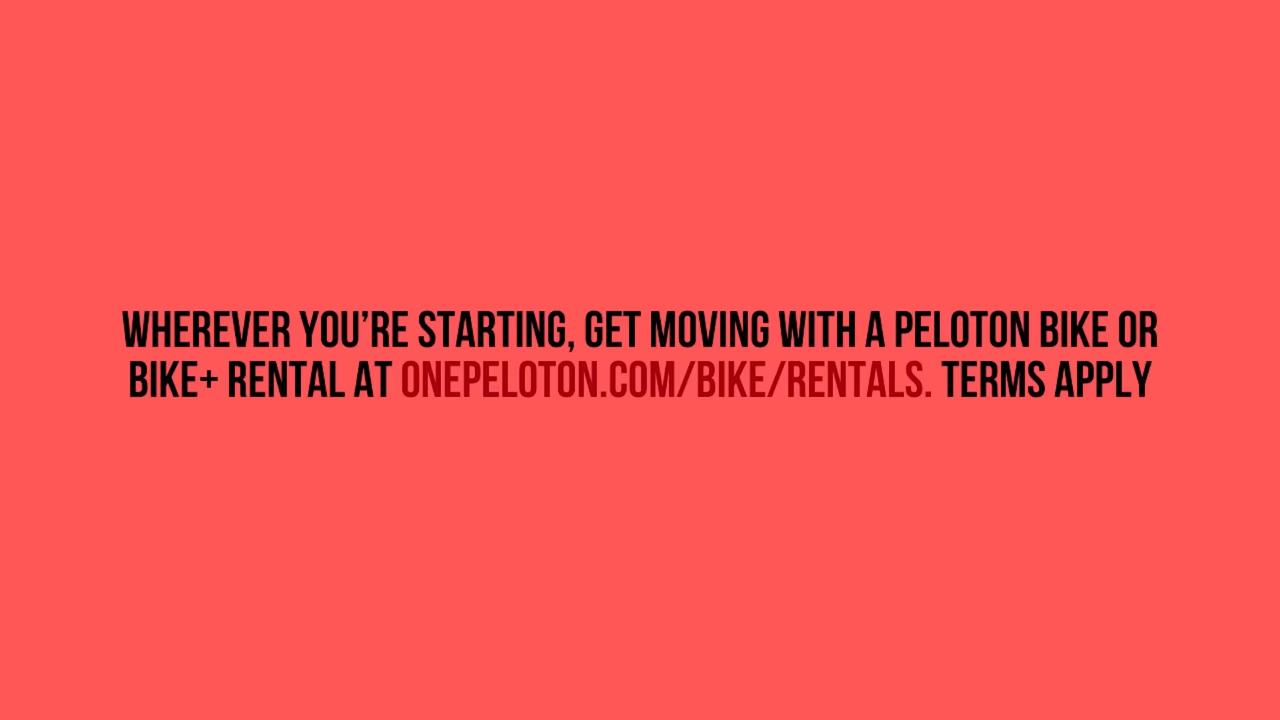 WHEREVER YOU’RE STARTING, GET MOVING WITH A PELOTON BIKE OR
BIKE+ RENTAL AT ONEPELOTON.COM/BIKE/RENTALS. TERMS APPLY